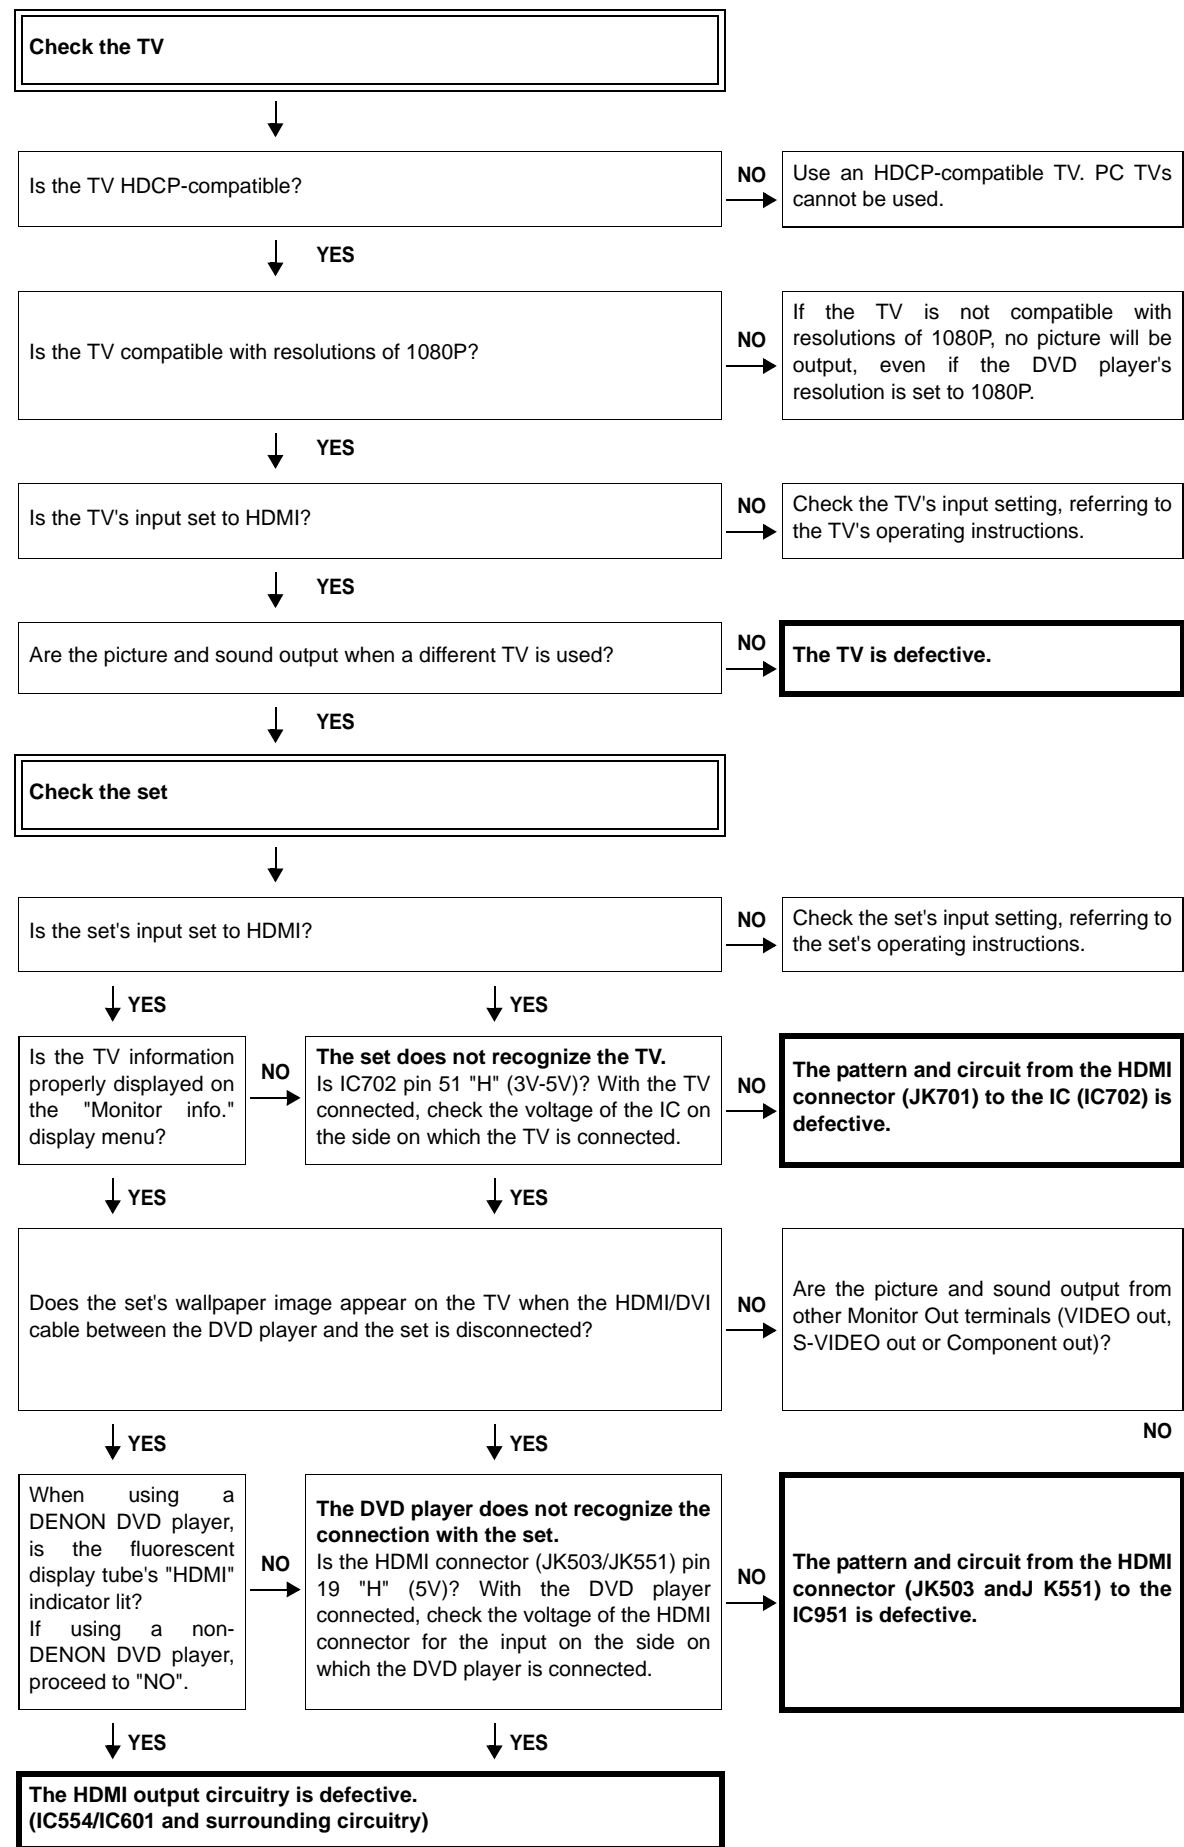 Check the TV
Is the TV HDCP-compatible?
NO
Use an HDCP-compatible TV. PC TVs
cannot be used.
YES
Is the TV compatible with resolutions of 1080P?
NO
If the TV is not compatible with
resolutions of 1080P, no picture will be
output, even if the DVD player's
resolution is set to 1080P.
YES
Is the TV's input set to HDMI?
NO
Check the TV's input setting, referring to
the TV's operating instructions.
YES
Are the picture and sound output when a different TV is used?
NO
The TV is defective.
YES
Check the set
Is the set's input set to HDMI?
NO
Check the set's input setting, referring to
the set's operating instructions.
YES
YES
Is the TV information
properly displayed on
the "Monitor info."
display menu?
NO
The set does not recognize the TV.
Is IC702 pin 51 "H" (3V-5V)? With the TV
connected, check the voltage of the IC on
the side on which the TV is connected.
NO
The pattern and circuit from the HDMI
connector (JK701) to the IC (IC702) is
defective.
YES
YES
Does the set's wallpaper image appear on the TV when the HDMI/DVI
cable between the DVD player and the set is disconnected?
NO
Are the picture and sound output from
other Monitor Out terminals (VIDEO out,
S-VIDEO out or Component out)?
YES
YES
NO
When using a
DENON DVD player,
is the fluorescent
display tube's "HDMI"
indicator lit?
If using a non-
DENON DVD player,
proceed to "NO".
NO
The DVD player does not recognize the
connection with the set.
Is the HDMI connector (JK503/JK551) pin
19 "H" (5V)? With the DVD player
connected, check the voltage of the HDMI
connector for the input on the side on
which the DVD player is connected.
NO
The pattern and circuit from the HDMI
connector (JK503 andJ K551) to the
IC951 is defective.
YES
YES
The HDMI output circuitry is defective.
(IC554/IC601 and surrounding circuitry)